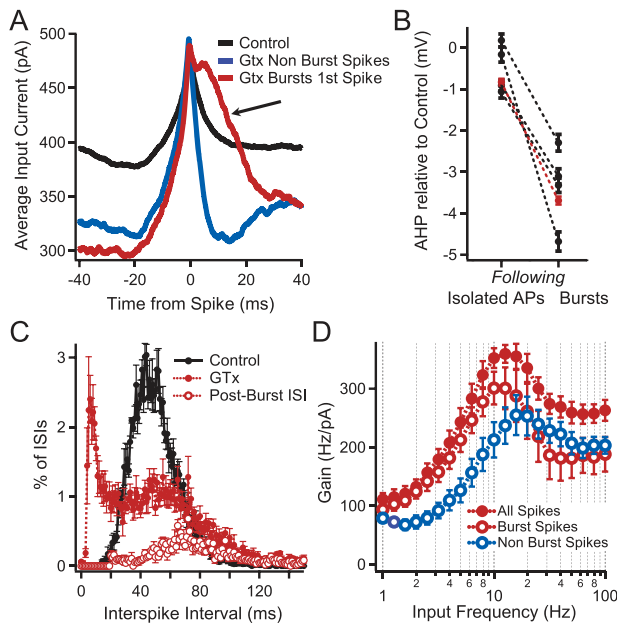 A
Average Input Current (pA)
500
450
400
350
300
-40
-20
0
20
40
Time from Spike (ms)
Control
Gtx Non Burst Spikes
Gtx Bursts 1st Spike
B
AHP relative to Control (mV)
0
-1
-2
-3
-4
-5
Following
Isolated APs Bursts
C
% of ISIs
3
2
1
0
0
40
80
120
Interspike Interval (ms)
Control
GTx
Post-Burst ISI
D
Gain (Hz/pA)
300
200
100
0
1
2
4
6
8
10
2
4
6
8
100
Input Frequency (Hz)
All Spikes
Burst Spikes
Non Burst Spikes